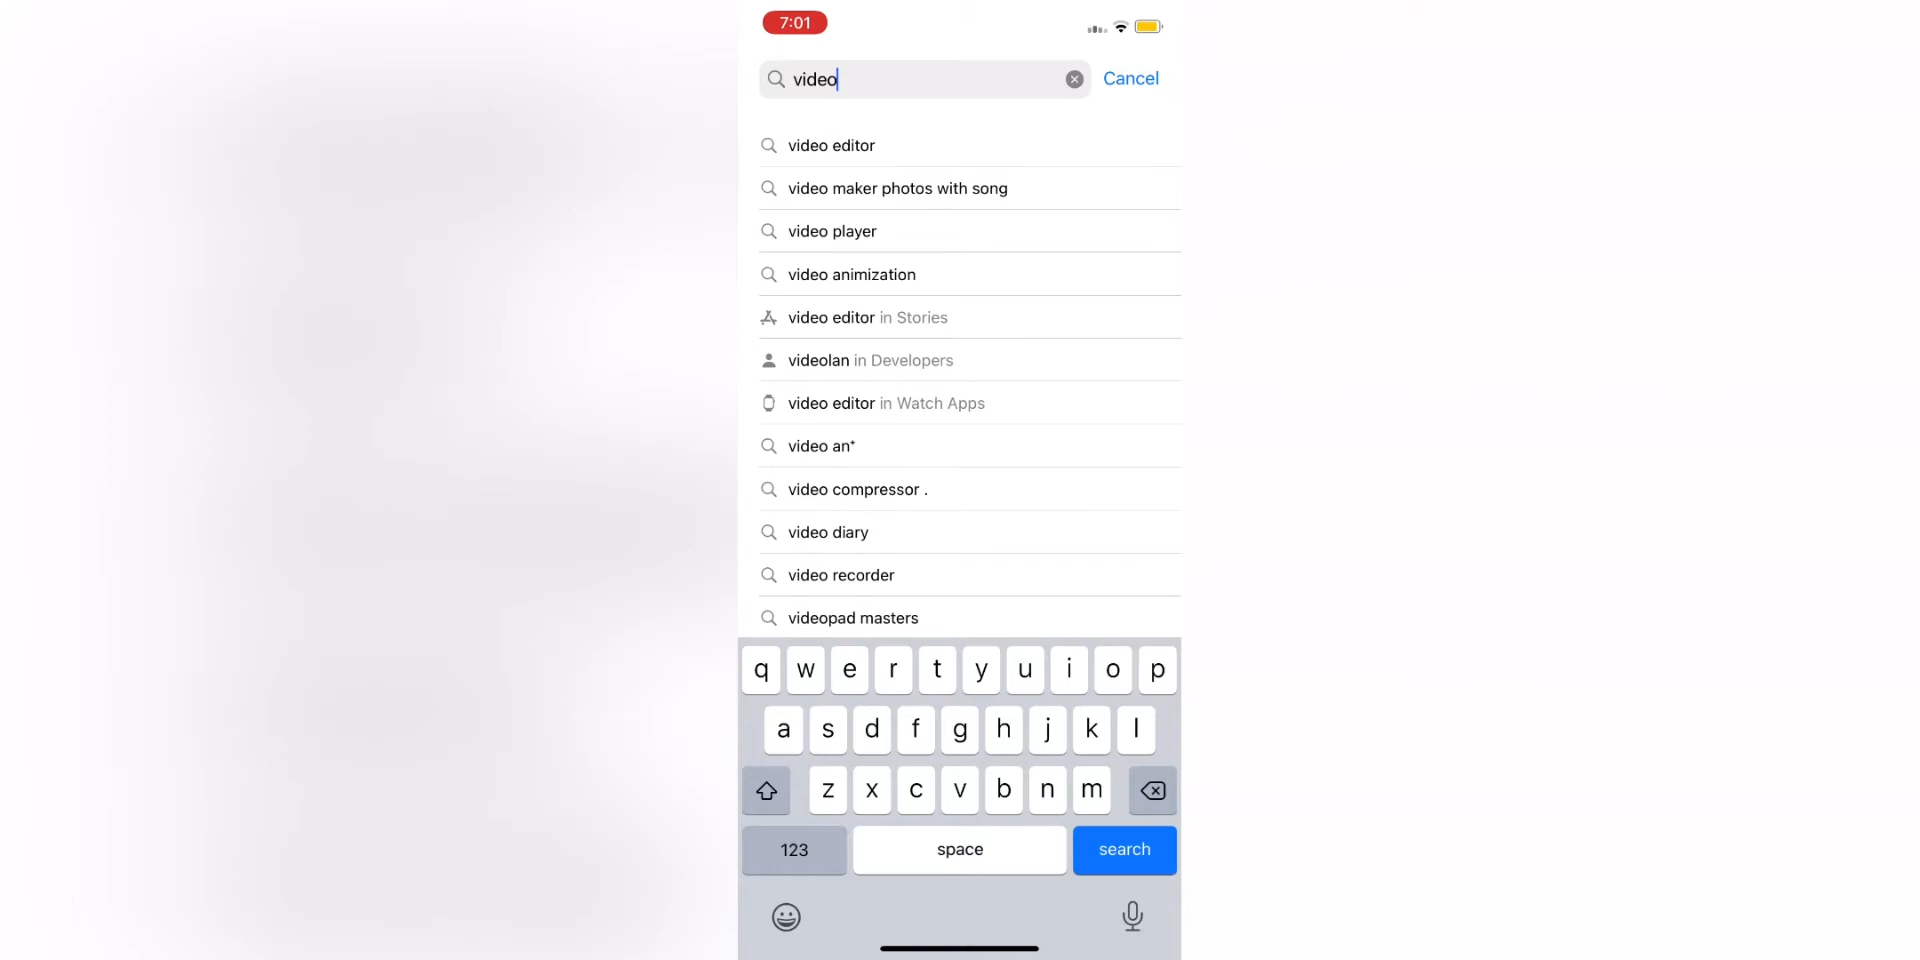 7:01
video
Cancel
video editor
video maker photos with song
video player
video animization
video editor in Stories
videolan in Developers
video editor in Watch Apps
video an*
video compressor .
video diary
video recorder
videopad masters
q w e r t y u i o p
a s d f g h j k l
z x c v b n m
123 space search